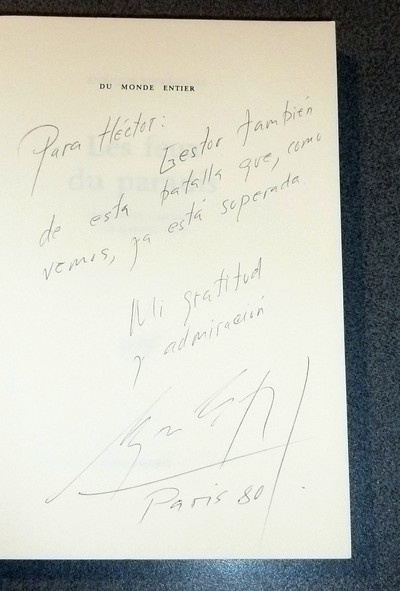 DU MONDE ENTIER
Para Héctor:
Gestor también
de esta batalla que, como
vemos, ya está superada
Mi gratitud
y admiración
Paris 80